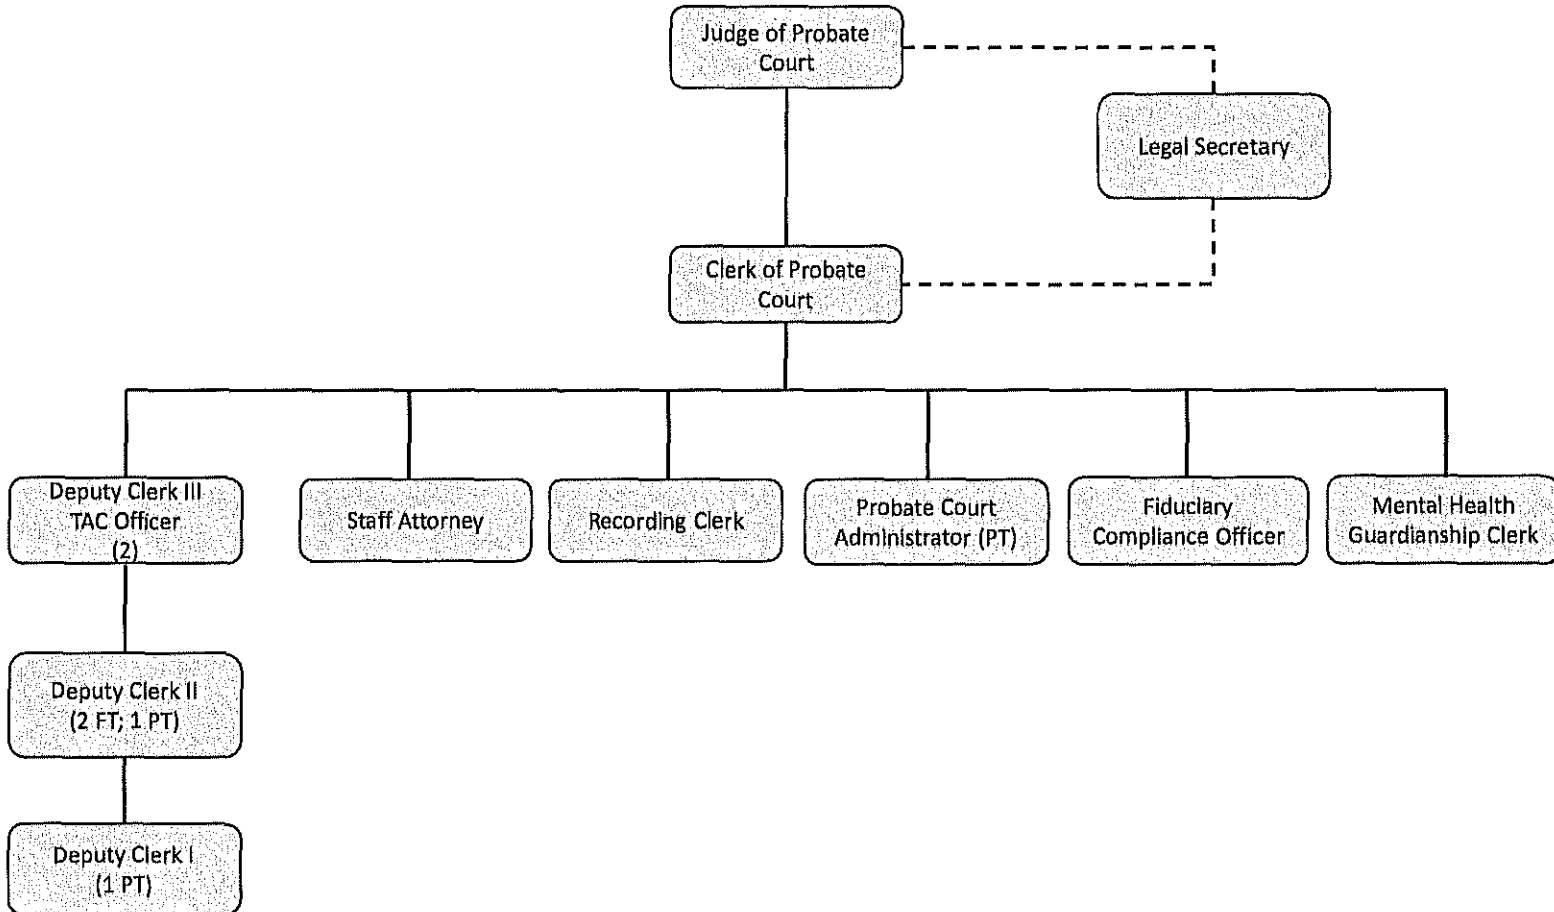 Judge of Probate
Court
Legal Secretary
Clerk of Probate
Court
Deputy Clerk III
TAC Officer
(2)
Staff Attorney
Recording Clerk
Probate Court
Administrator (PT)
Fiduciary
Compliance Officer
Mental Health
Guardianship Clerk
Deputy Clerk II
(2 FT; 1 PT)
Deputy Clerk I
(1 PT)